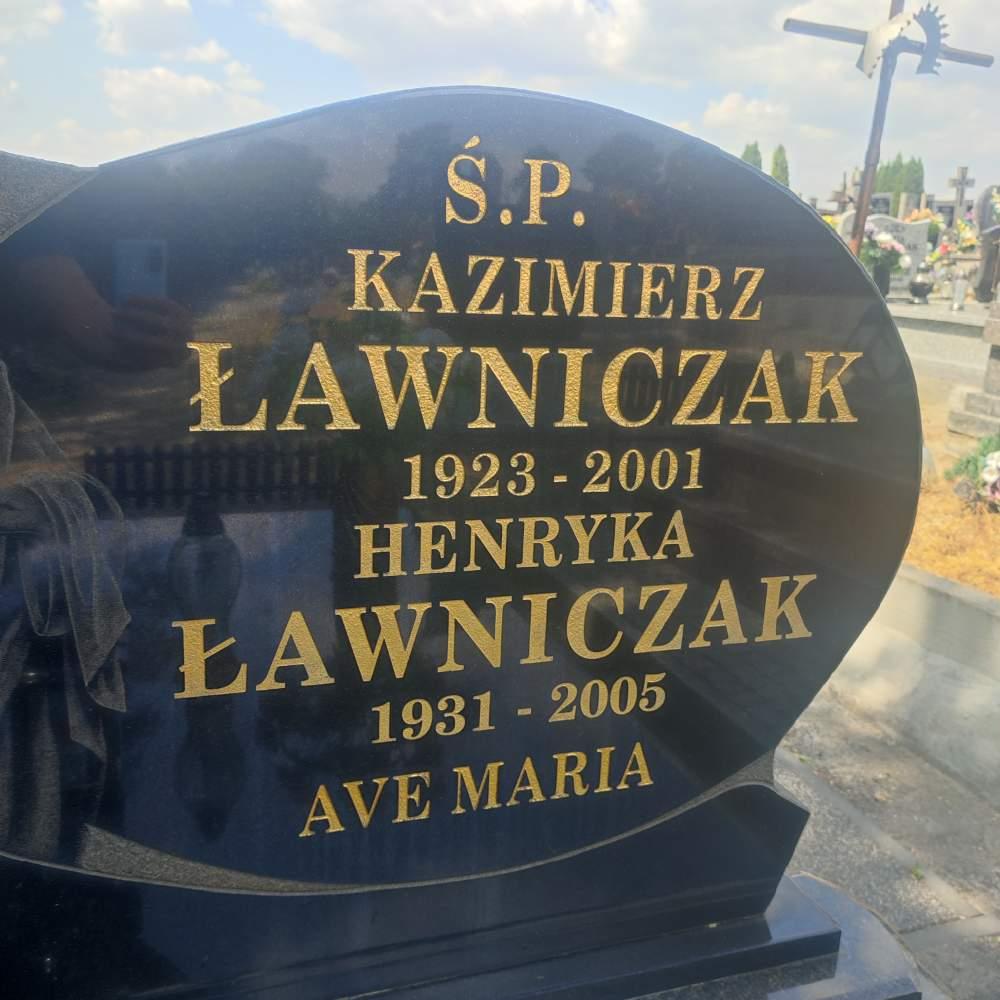 Ś.P.
KAZIMIERZ
ŁAWNICZAK
1923 - 2001
HENRYKA
ŁAWNICZAK
1931 - 2005
AVE MARIA